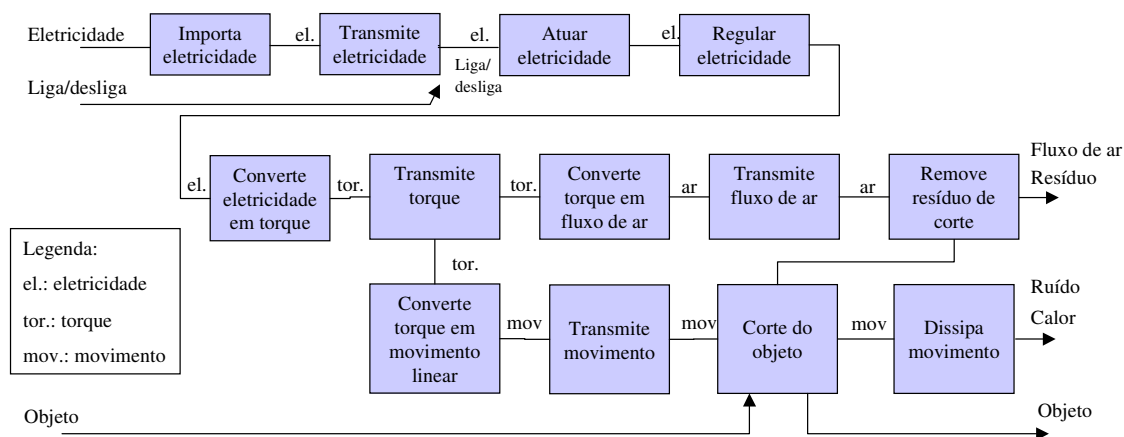 Eletricidade
Importa
eletricidade
el.
Transmite
eletricidade
el.
Liga/
desliga
Atuar
eletricidade
el.
Regular
eletricidade
Liga/desliga
el.
Converte
eletricidade
em torque
tor.
Transmite
torque
tor.
Converte
torque em
fluxo de ar
ar
Transmite
fluxo de ar
ar
Remove
resíduo de
corte
Fluxo de ar
Resíduo
Legenda:
el.: eletricidade
tor.: torque
mov.: movimento
tor.
Converte
torque em
movimento
linear
mov
Transmite
movimento
mov
Corte do
objeto
mov
Dissipa
movimento
Ruído
Calor
Objeto
Objeto